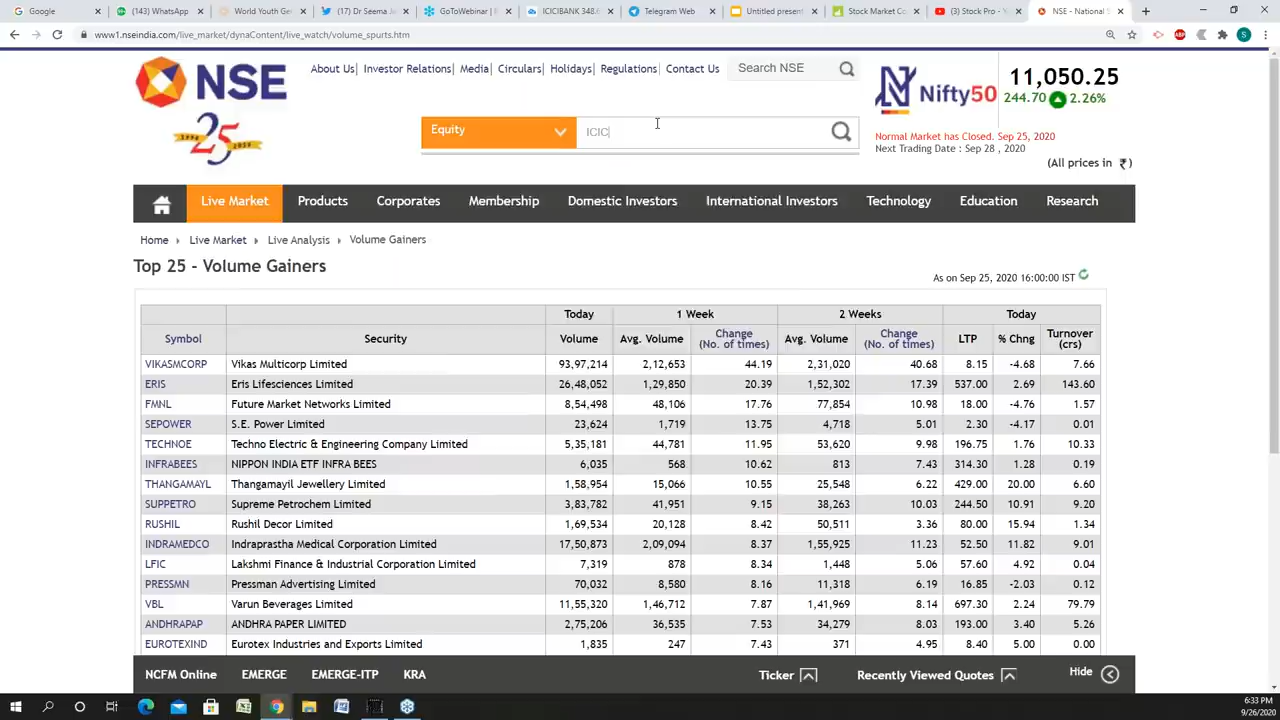 Google
(143) WhatsApp
World Youth Ge
(17) Dr Seema Ja
GoToWebinar |
ICICIBANK 348.
Telegram Web
Untitled present
Stock Market Co
(3) Stock Pro - Y
NSE - National S
www1.nseindia.com/live_market/dynaContent/live_watch/volume_spurts.htm
NSE
About Us| Investor Relations| Media| Circulars| Holidays| Regulations| Contact Us
Search NSE
Nifty50
11,050.25
244.70 2.26%
Equity
ICIC
Normal Market has Closed. Sep 25, 2020
Next Trading Date : Sep 28 , 2020
(All prices in ₹)
Live Market Products Corporates Membership Domestic Investors International Investors Technology Education Research
Home Live Market Live Analysis Volume Gainers
Top 25 - Volume Gainers
As on Sep 25, 2020 16:00:00 IST
Today 1 Week 2 Weeks Today
Symbol Security Volume Avg. Volume Change (No. of times) Avg. Volume Change (No. of times) LTP % Chng Turnover (crs)
VIKASMCORP Vikas Multicorp Limited 93,97,214 2,12,653 44.19 2,31,020 40.68 8.15 -4.68 7.66
ERIS Eris Lifesciences Limited 26,48,052 1,29,850 20.39 1,52,302 17.39 537.00 2.69 143.60
FMNL Future Market Networks Limited 8,54,498 48,106 17.76 77,854 10.98 18.00 -4.76 1.57
SEPOWER S.E. Power Limited 23,624 1,719 13.75 4,718 5.01 2.30 -4.17 0.01
TECHNOE Techno Electric & Engineering Company Limited 5,35,181 44,781 11.95 53,620 9.98 196.75 1.76 10.33
INFRABEES NIPPON INDIA ETF INFRA BEES 6,035 568 10.62 813 7.43 314.30 1.28 0.19
THANGAMAYL Thangamayil Jewellery Limited 1,58,954 15,066 10.55 25,548 6.22 429.00 20.00 6.60
SUPPETRO Supreme Petrochem Limited 3,83,782 41,951 9.15 38,263 10.03 244.50 10.91 9.20
RUSHIL Rushil Decor Limited 1,69,534 20,128 8.42 50,511 3.36 80.00 15.94 1.34
INDRAMEDCO Indraprastha Medical Corporation Limited 17,50,873 2,09,094 8.37 1,55,925 11.23 52.50 11.82 9.01
LFIC Lakshmi Finance & Industrial Corporation Limited 7,319 878 8.34 1,448 5.06 57.60 4.92 0.04
PRESSMN Pressman Advertising Limited 70,032 8,580 8.16 11,318 6.19 16.85 -2.03 0.12
VBL Varun Beverages Limited 11,55,320 1,46,712 7.87 1,41,969 8.14 697.30 2.24 79.79
ANDHRAPAP ANDHRA PAPER LIMITED 2,75,206 36,535 7.53 34,279 8.03 193.00 3.40 5.26
EUROTEXIND Eurotex Industries and Exports Limited 1,835 247 7.43 371 4.95 8.40 5.00 0.00
NCFM Online EMERGE EMERGE-ITP KRA Ticker Recently Viewed Quotes Hide
6:33 PM
9/26/2020